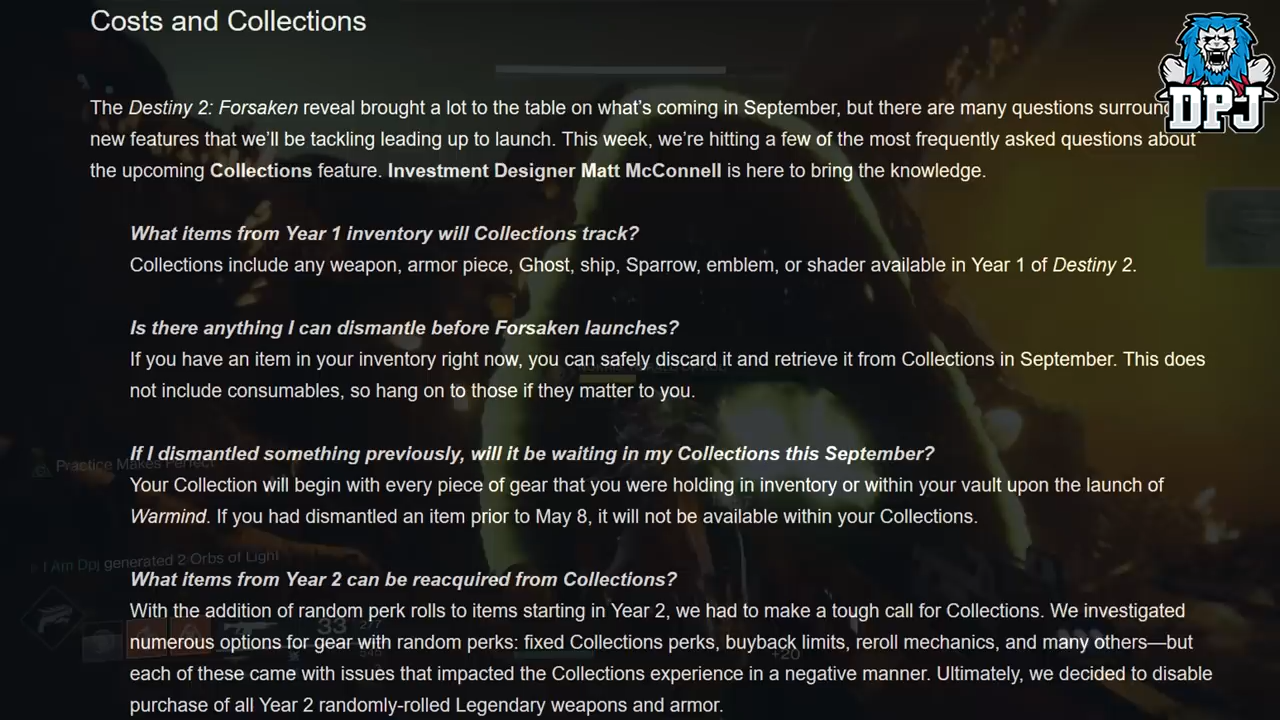 Costs and Collections
DPJ
The Destiny 2: Forsaken reveal brought a lot to the table on what's coming in September, but there are many questions
new features that we'll be tackling leading up to launch. This week, we're hitting a few of the most frequently asked questions about
the upcoming Collections feature. Investment Designer Matt McConnell is here to bring the knowledge.
What items from Year 1 inventory will Collections track?
Collections include any weapon, armor piece, Ghost, ship, Sparrow, emblem, or shader available in Year 1 of Destiny 2.
Is there anything I can dismantle before Forsaken launches?
If you have an item in your inventory right now, you can safely discard it and retrieve it from Collections in September. This does
not include consumables, so hang on to those if they matter to you.
If I dismantled something previously, will it be waiting in my Collections this September?
Practice Makes Perfect
Your Collection will begin with every piece of gear that you were holding in inventory or within your vault upon the launch of
Warmind. If you had dismantled an item prior to May 8, it will not be available within your Collections.
I Am Dpj generated 2 Orbs of Light
What items from Year 2 can be reacquired from Collections?
With the addition of random perk rolls to items starting in Year 2, we had to make a tough call for Collections. We investigated
33
numerous options for gear with random perks: fixed Collections perks, buyback limits, reroll mechanics, and many others—but
+20
each of these came with issues that impacted the Collections experience in a negative manner. Ultimately, we decided to disable
purchase of all Year 2 randomly-rolled Legendary weapons and armor.